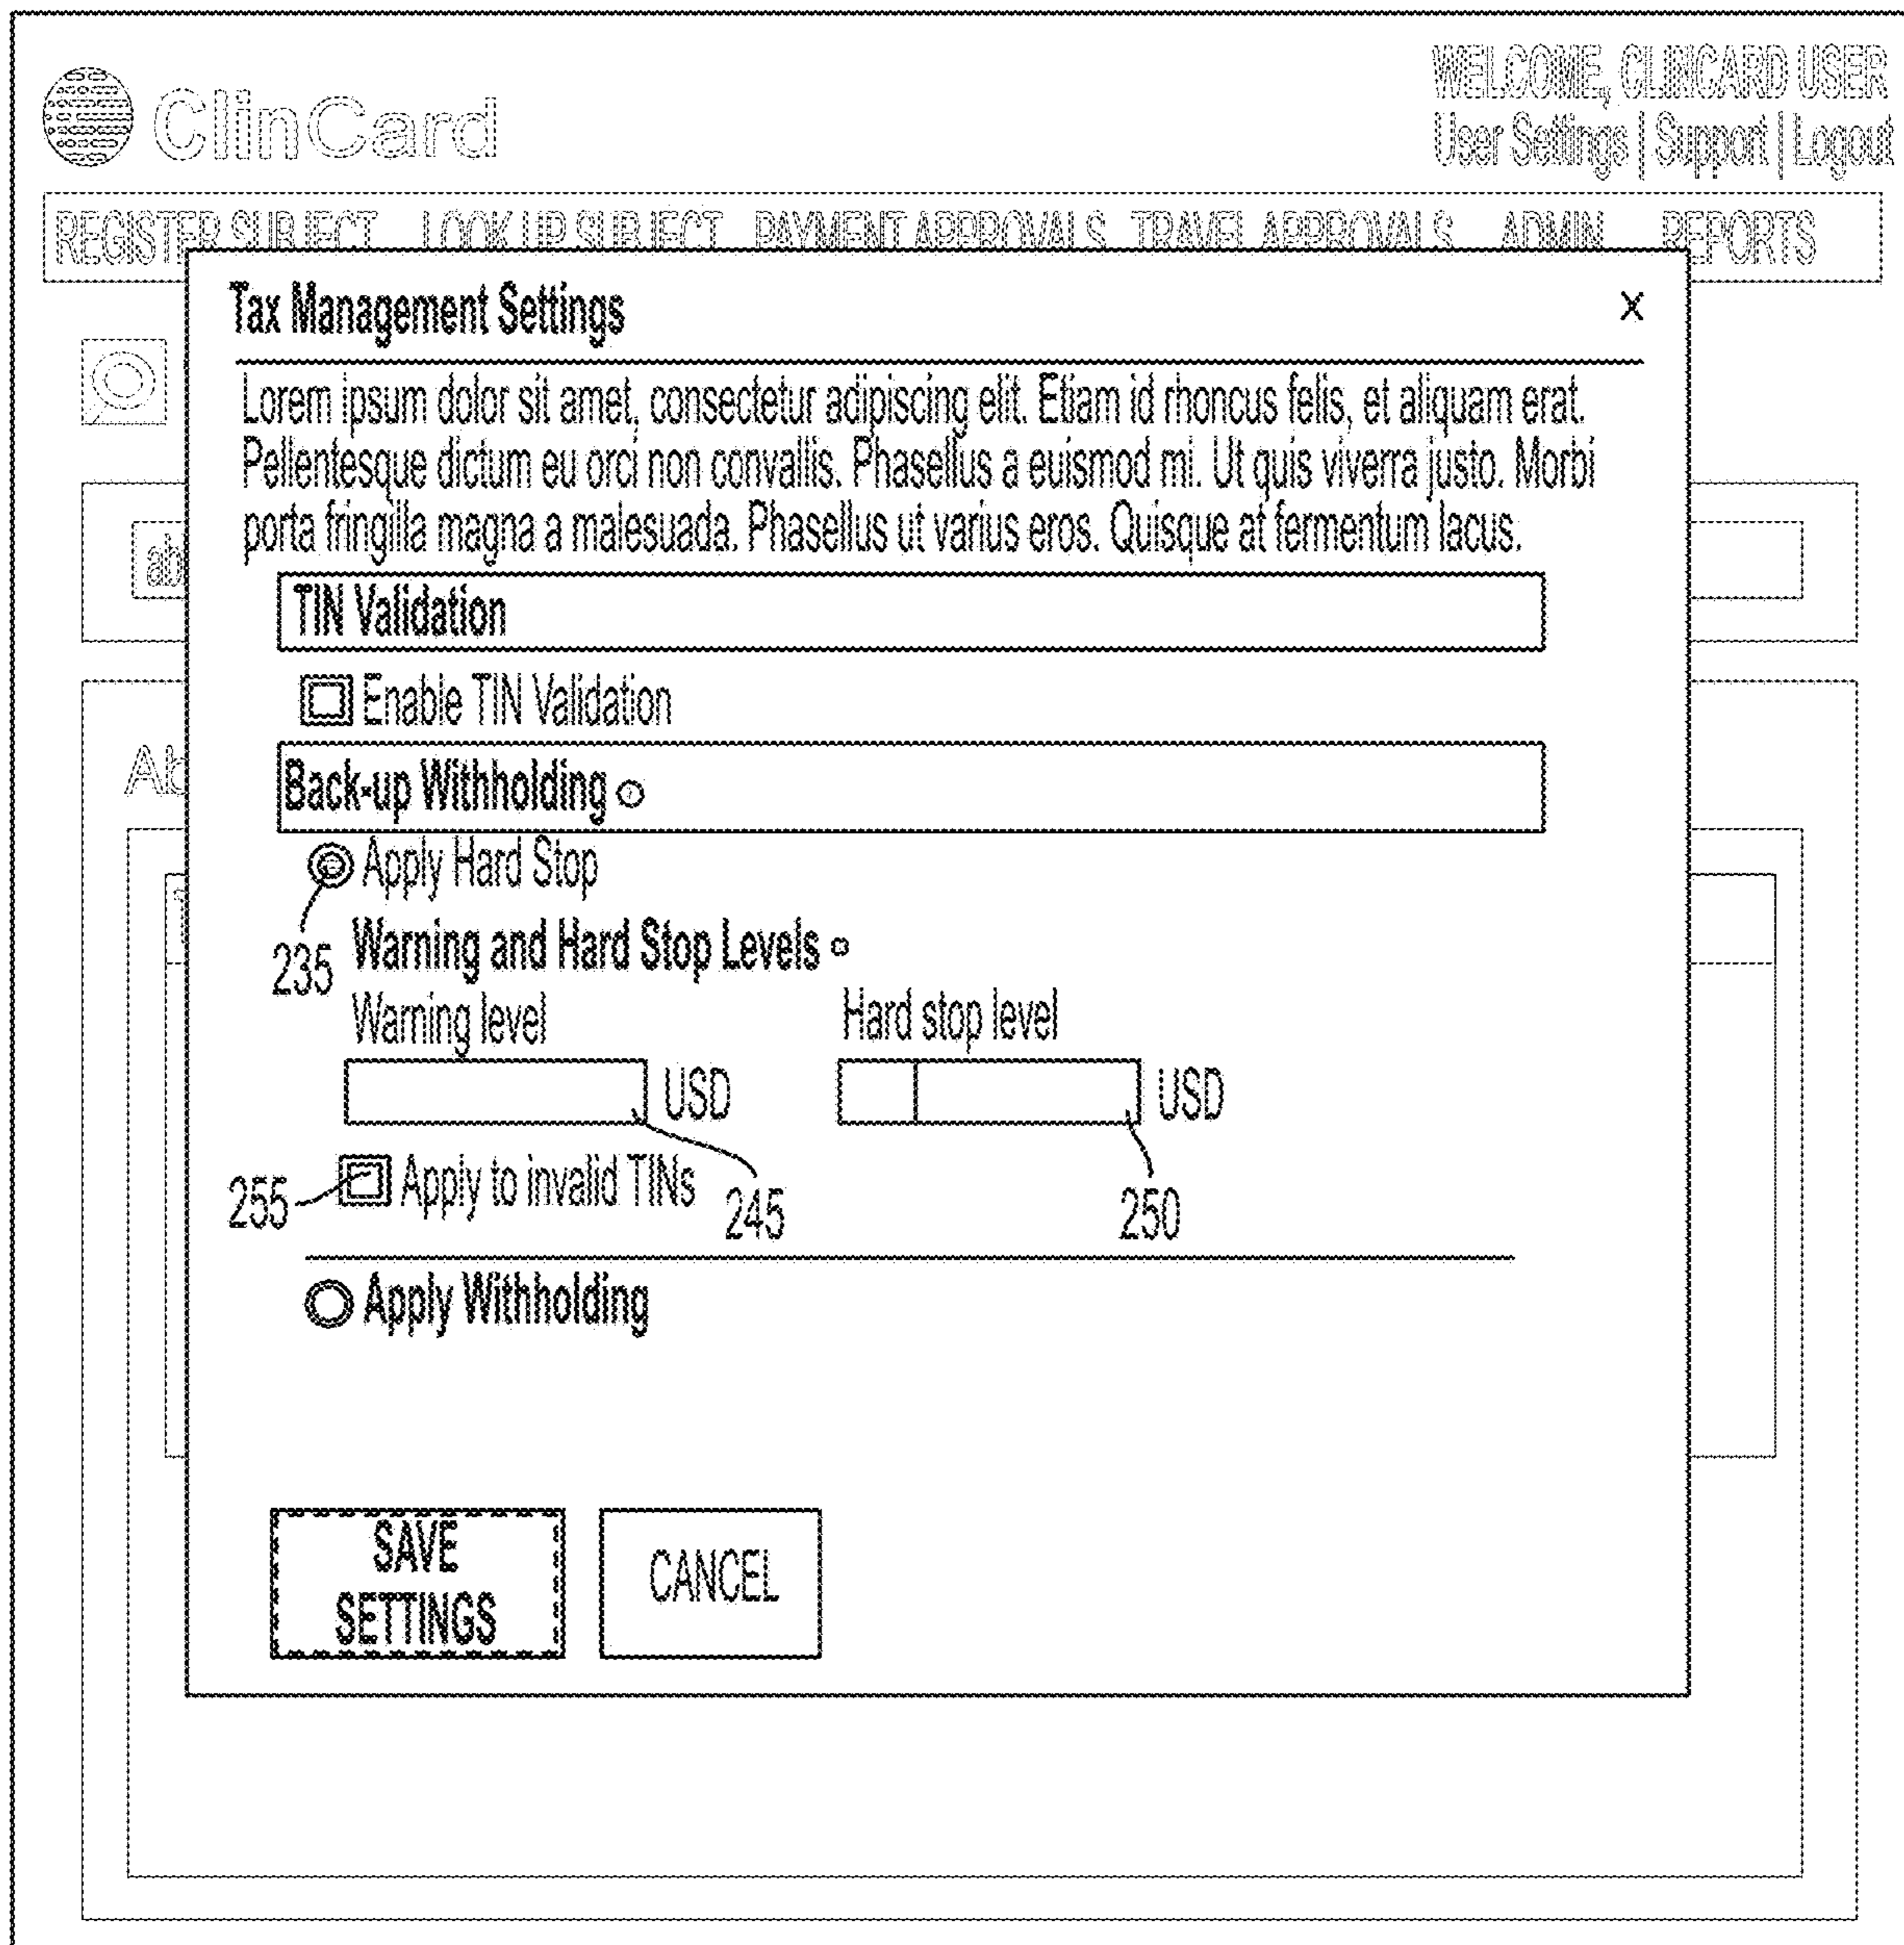 ClinCard
WELCOME, CLINCARD USER
User Settings | Support | Logout
REGISTER SUBJECT LOOK UP SUBJECT PAYMENT APPROVALS TRAVEL APPROVALS ADMIN REPORTS
Tax Management Settings X
Lorem ipsum dolor sit amet, consectetur adipiscing elit. Etiam id rhoncus felis, et aliquam erat.
Pellentesque dictum eu orci non convallis. Phasellus a euismod mi. Ut quis viverra justo. Morbi
porta fringilla magna a malesuada. Phasellus ut varius eros. Quisque at fermentum lacus.
ab
TIN Validation
Enable TIN Validation
Ab
Back-up Withholding
Apply Hard Stop
235
Warning and Hard Stop Levels
Warning level Hard stop level
USD USD
255 Apply to invalid TINs 245 250
Apply Withholding
SAVE
SETTINGS
CANCEL